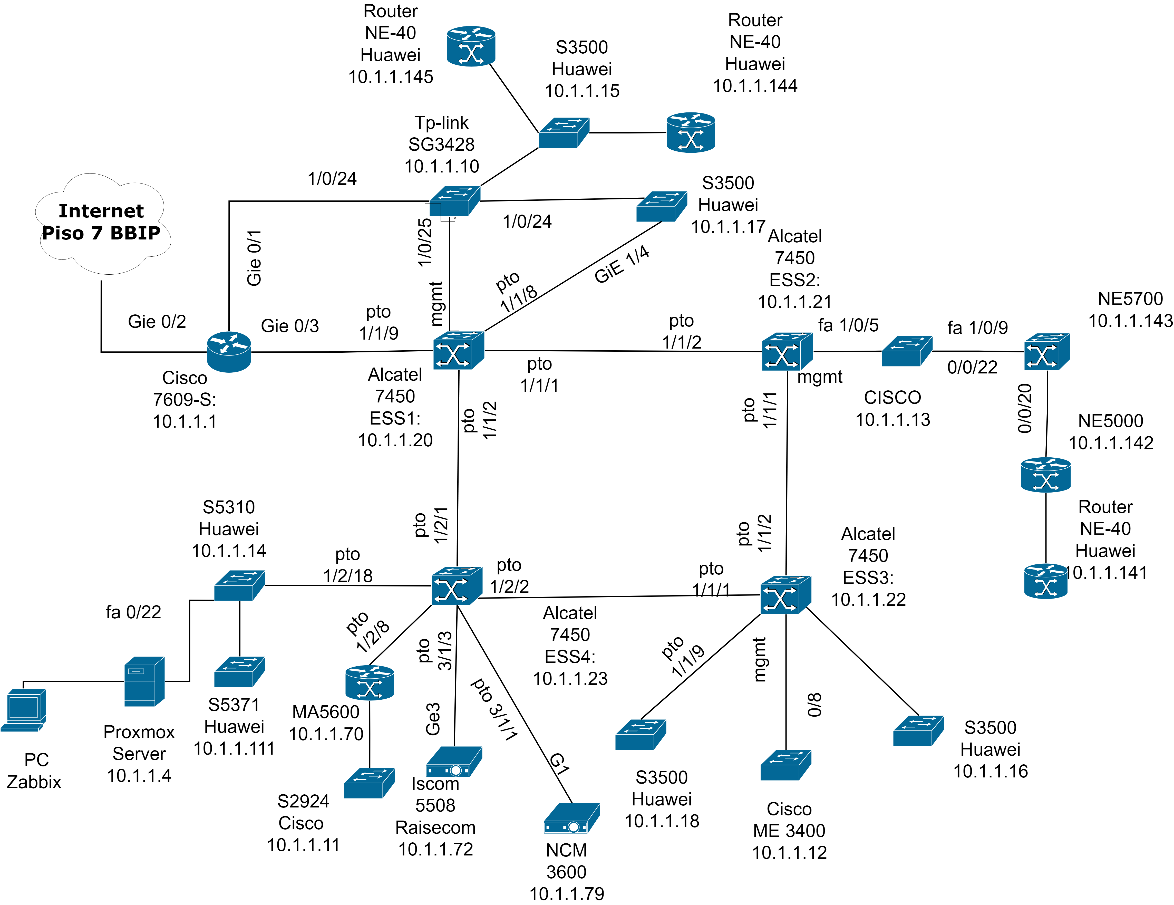 Router
NE-40
Huawei
10.1.1.145
S3500
Huawei
10.1.1.15
Router
NE-40
Huawei
10.1.1.144
Tp-link
SG3428
10.1.1.10
1/0/24
1/0/24
1/0/25
mgmt
S3500
Huawei
10.1.1.17
Internet
Piso 7 BBIP
Gie 0/1
Gie 0/2
Gie 0/3
pto
1/1/9
pto
1/1/8
GiE 1/4
Cisco
7609-S:
10.1.1.1
Alcatel
7450
ESS1:
10.1.1.20
pto
1/1/1
pto
1/1/2
pto
1/1/2
Alcatel
7450
ESS2:
10.1.1.21
mgmt
fa 1/0/5
CISCO
10.1.1.13
fa 1/0/9
0/0/22
NE5700
10.1.1.143
0/0/20
NE5000
10.1.1.142
Router
NE-40
Huawei
10.1.1.141
pto
1/1/1
pto
1/1/2
pto
1/2/1
S5310
Huawei
10.1.1.14
pto
1/2/18
pto
1/2/2
pto
1/1/1
Alcatel
7450
ESS3:
10.1.1.22
Alcatel
7450
ESS4:
10.1.1.23
fa 0/22
pto
1/2/8
pto
3/1/3
pto 3/1/1
pto
1/1/9
mgmt
0/8
Ge3
G1
PC
Zabbix
Proxmox
Server
10.1.1.4
S5371
Huawei
10.1.1.111
MA5600
10.1.1.70
S2924
Cisco
10.1.1.11
Iscom
5508
Raisecom
10.1.1.72
NCM
3600
10.1.1.79
S3500
Huawei
10.1.1.18
Cisco
ME 3400
10.1.1.12
S3500
Huawei
10.1.1.16